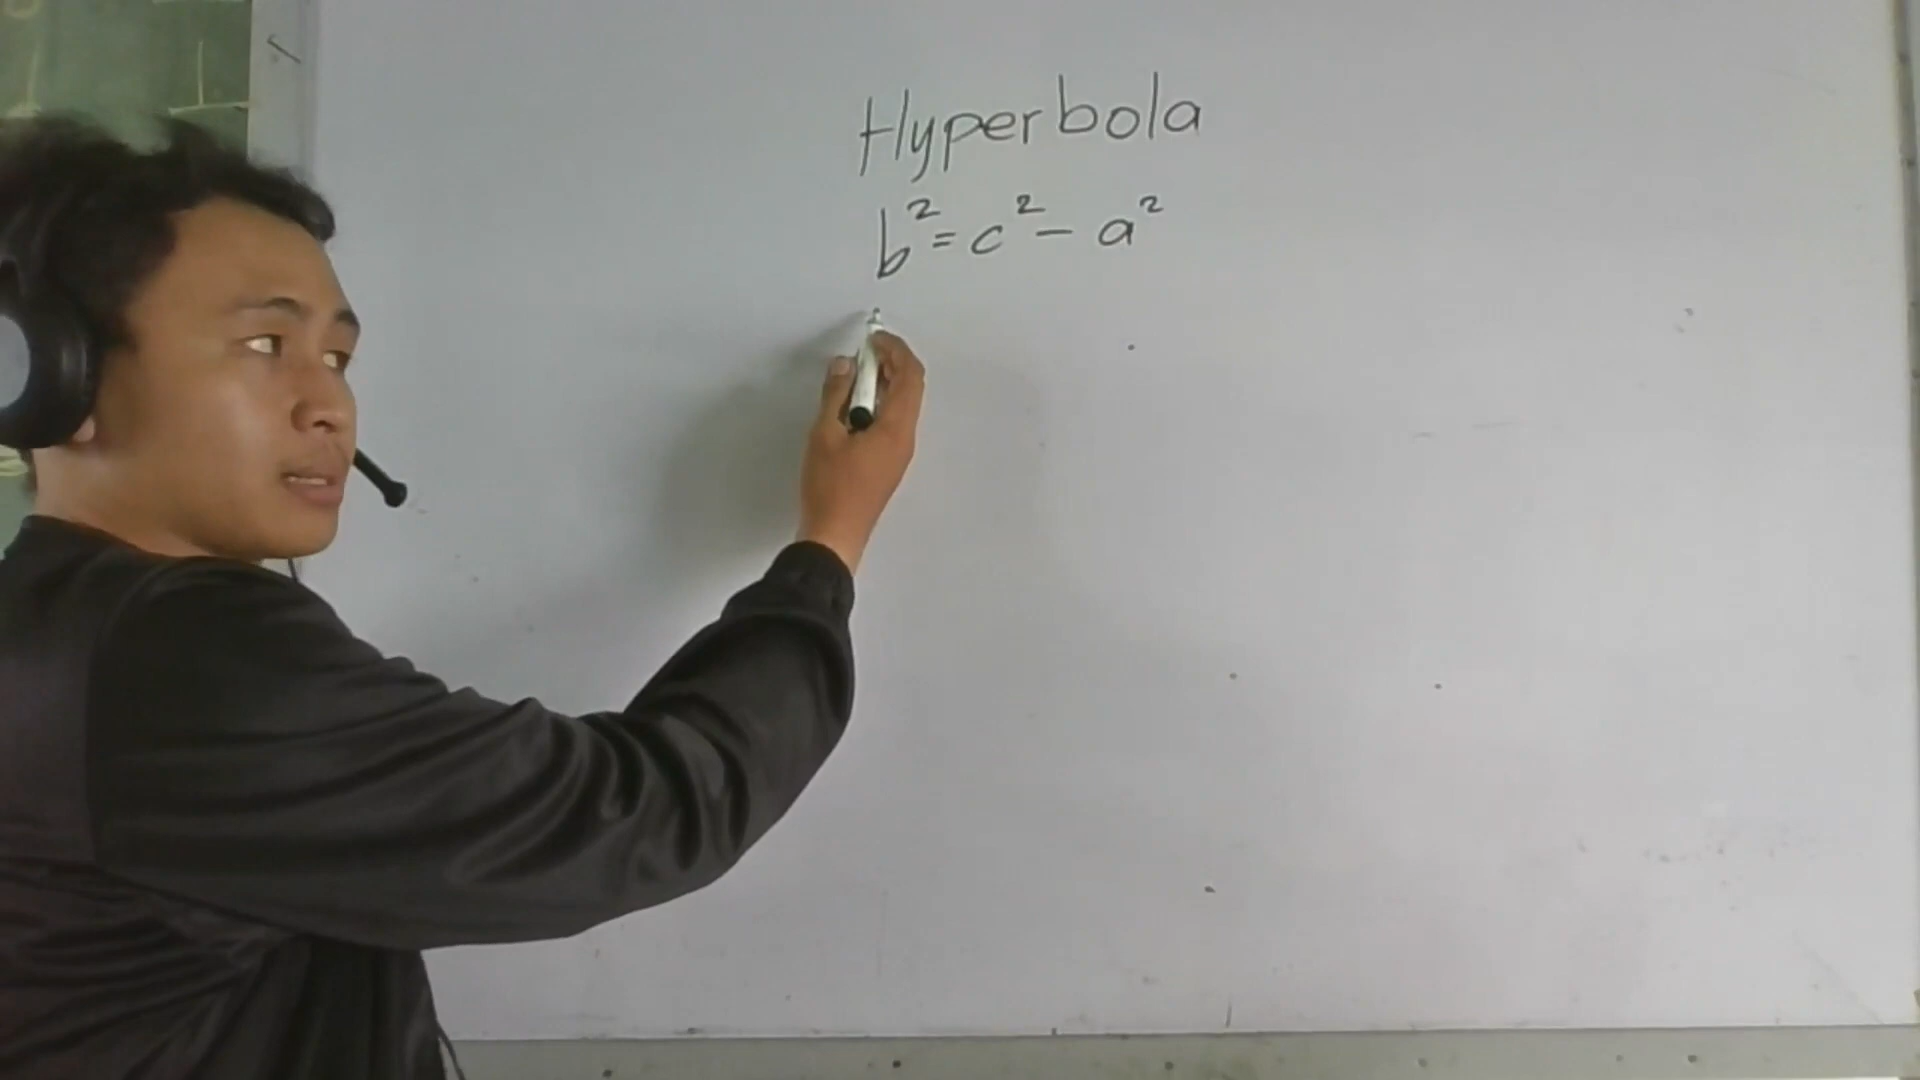 Hyperbola
b² = c² - a²